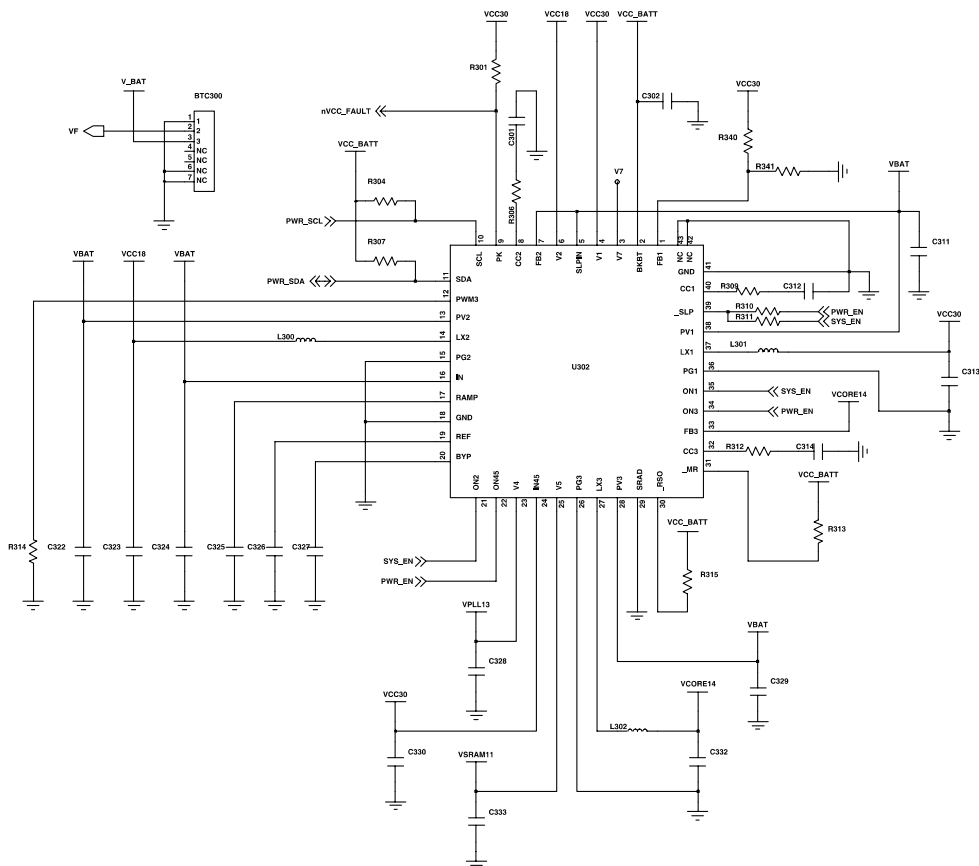 VCC30
VCC18
VCC30
VCC_BATT
R301
V_BAT
BTC300
VCC30
C302
nVCC_FAULT
C301
R340
VF
1
2
3
4
5
6
7
1
2
3
NC
NC
NC
NC
VCC_BATT
R341
VBAT
R304
R306
V7
PWR_SCL
R307
C311
10
9
8
7
6
5
4
3
2
1
43
42
SCL
PK
CC2
FB2
V2
SLPIN
V1
V7
BKBT
FB1
NC
NC
VBAT
VCC18
VBAT
PWR_SDA
11
SDA
12
PWM3
13
PV2
L300
14
LX2
15
PG2
16
IN
17
RAMP
18
GND
19
REF
20
BYP
U302
GND
41
CC1
40
R309
C312
_SLP
39
R310
PWR_EN
R311
SYS_EN
PV1
38
VCC30
LX1
37
L301
PG1
36
C313
ON1
35
SYS_EN
VCORE14
ON3
34
PWR_EN
FB3
33
CC3
32
R312
C314
_MR
31
VCC_BATT
ON2
ON45
V4
IN45
V5
PG3
LX3
PV3
SRAD
_RSO
21
22
23
24
25
26
27
28
29
30
VCC_BATT
R313
R314
C322
C323
C324
C325
C326
C327
SYS_EN
PWR_EN
R315
VPLL13
VBAT
C328
C329
VCC30
VCORE14
C330
L302
C332
VSRAM11
C333